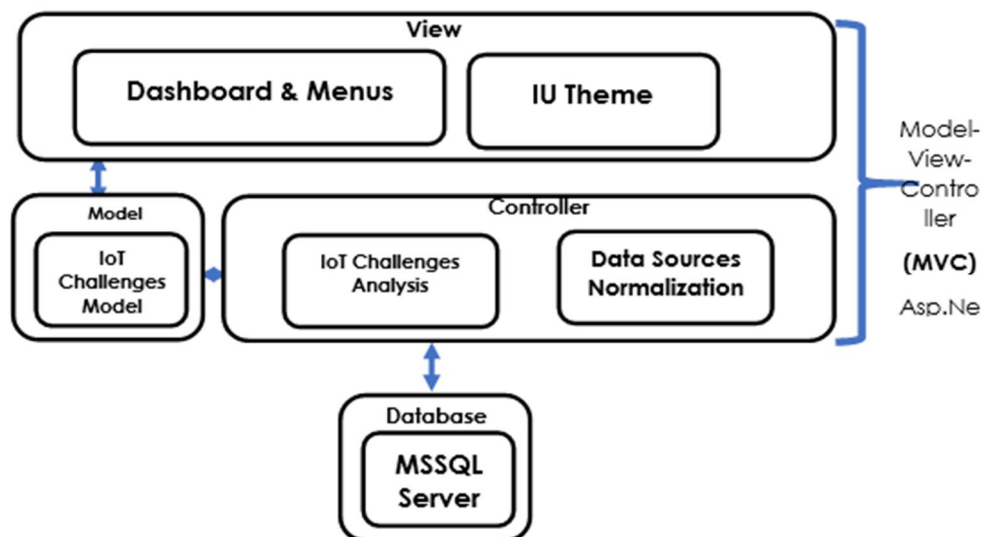 View
Dashboard & Menus
IU Theme
Model
IoT
Challenges
Model
Controller
IoT Challenges
Analysis
Data Sources
Normalization
Database
MSSQL
Server
Model-
View-
Contro
ller
(MVC)
Asp.Ne